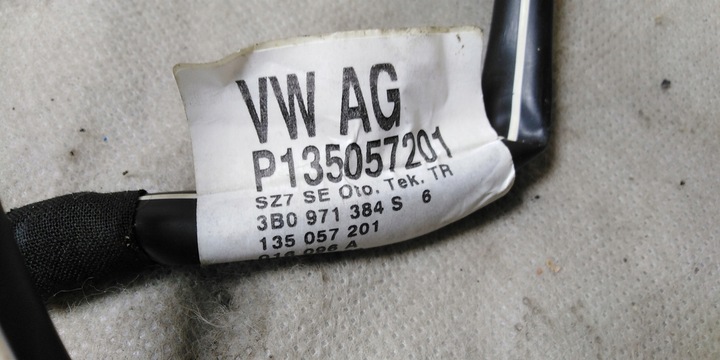 VW AG
P135057201
SZ7 SE Oto. Tek. TR
3B0 971 384 S 6
135 057 201